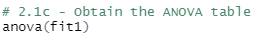 # 2.1c - Obtain the ANOVA table
anova(fit1)